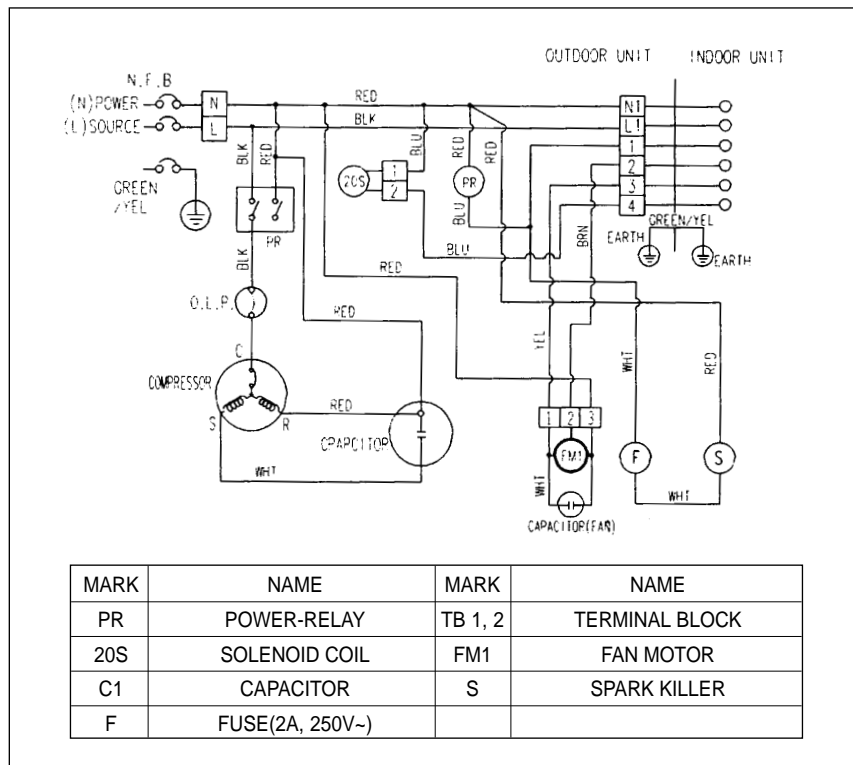 OUTDOOR UNIT INDOOR UNIT
N.F.B
(N)POWER N RED N1
(L)SOURCE L BLK L1
BLK RED BLU RED RED 1
1 2
20S 2 PR 3
GREEN
/YEL 4
PR BLU BRN GREEN/YEL
BLU EARTH EARTH
BLK RED
O.L.P. RED
YEL WHT RED
C
COMPRESSOR
S R RED
CPAPCITOR
1 2 3
FM1 F S
WHT WHT WHT
CAPACITOR(FAN)
MARK NAME MARK NAME
PR POWER-RELAY TB 1, 2 TERMINAL BLOCK
20S SOLENOID COIL FM1 FAN MOTOR
C1 CAPACITOR S SPARK KILLER
F FUSE(2A, 250V~)